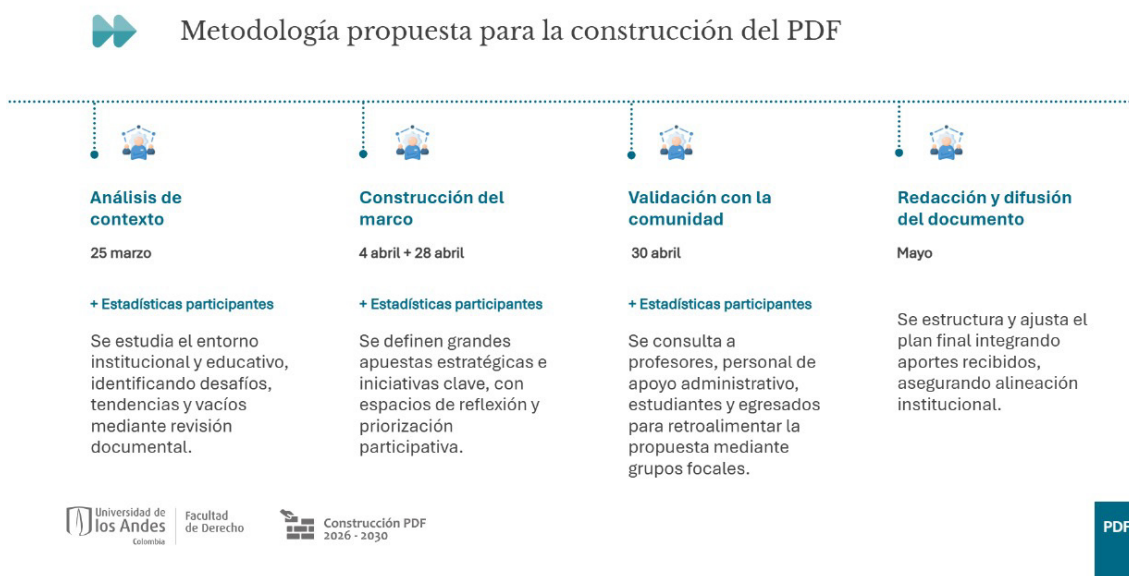 Metodología propuesta para la construcción del PDF
Análisis de
contexto
25 marzo
+ Estadísticas participantes
Se estudia el entorno
institucional y educativo,
identificando desafíos,
tendencias y vacíos
mediante revisión
documental.
Construcción del
marco
4 abril + 28 abril
+ Estadísticas participantes
Se definen grandes
apuestas estratégicas e
iniciativas clave, con
espacios de reflexión y
priorización
participativa.
Validación con la
comunidad
30 abril
+ Estadísticas participantes
Se consulta a
profesores, personal de
apoyo administrativo,
estudiantes y egresados
para retroalimentar la
propuesta mediante
grupos focales.
Redacción y difusión
del documento
Mayo
Se estructura y ajusta el
plan final integrando
aportes recibidos,
asegurando alineación
institucional.
Universidad de
los Andes
Colombia
Facultad
de Derecho
Construcción PDF
2026 - 2030
PDF